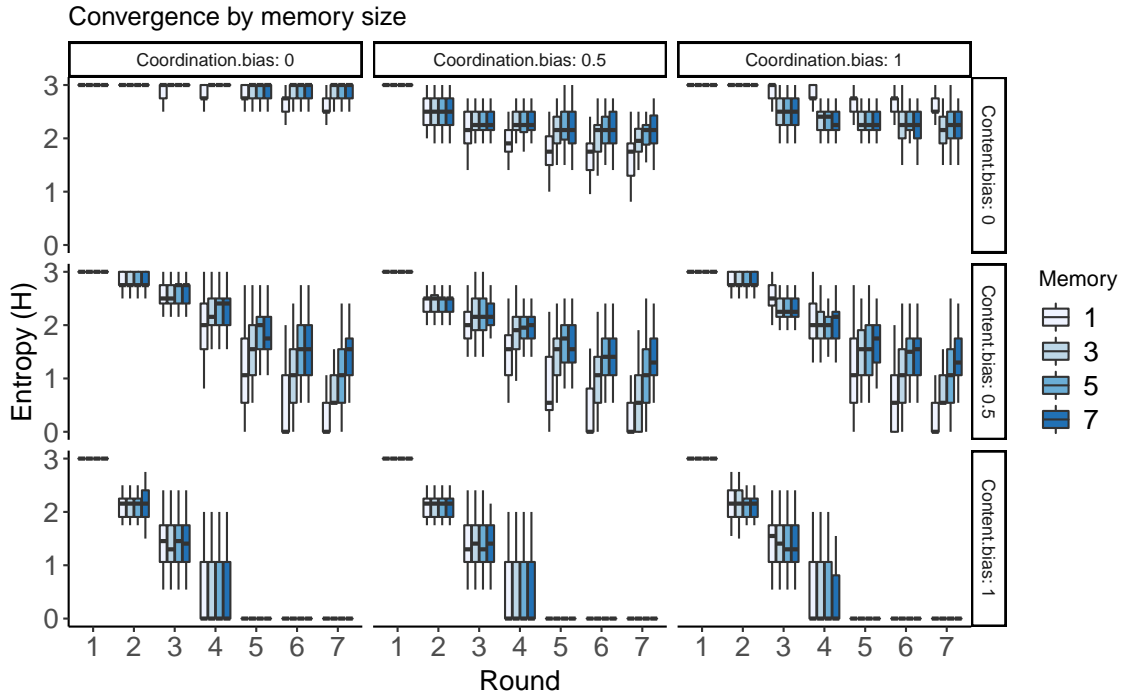 Convergence by memory size
Coordination.bias: 0
Coordination.bias: 0.5
Coordination.bias: 1
Entropy (H)
3
2
1
0
Content.bias: 0
3
2
1
0
Content.bias: 0.5
3
2
1
0
Content.bias: 1
1 2 3 4 5 6 7
1 2 3 4 5 6 7
1 2 3 4 5 6 7
Round
Memory
1
3
5
7